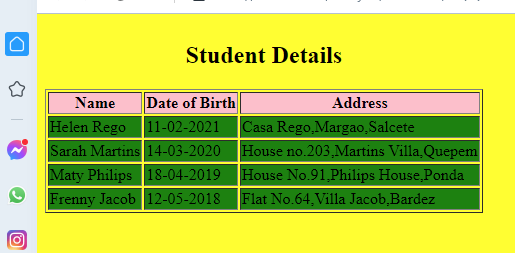 Student Details
Name Date of Birth Address
Helen Rego 11-02-2021 Casa Rego,Margao,Salcete
Sarah Martins 14-03-2020 House no.203,Martins Villa,Quepem
Maty Philips 18-04-2019 House No.91,Philips House,Ponda
Frenny Jacob 12-05-2018 Flat No.64,Villa Jacob,Bardez